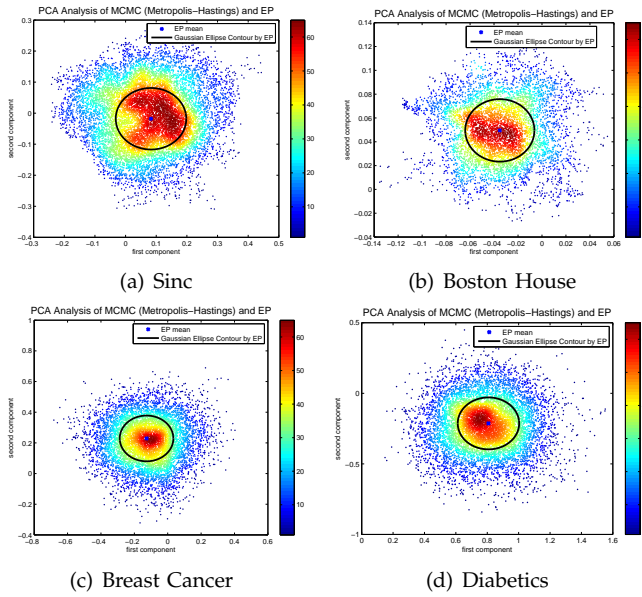 PCA Analysis of MCMC (Metropolis−Hastings) and EP
EP mean
Gaussian Ellipse Contour by EP
second component
0.3
0.2
0.1
0
−0.1
−0.2
−0.3
−0.4
−0.3 −0.2 −0.1 0 0.1 0.2 0.3 0.4 0.5
first component
60
50
40
30
20
10
(a) Sinc
PCA Analysis of MCMC (Metropolis−Hastings) and EP
EP mean
Gaussian Ellipse Contour by EP
second component
0.14
0.12
0.1
0.08
0.06
0.04
0.02
0
−0.02
−0.04
−0.14 −0.12 −0.1 −0.08 −0.06 −0.04 −0.02 0 0.02 0.04 0.06
first component
(b) Boston House
PCA Analysis of MCMC (Metropolis−Hastings) and EP
EP mean
Gaussian Ellipse Contour by EP
second component
1
0.8
0.6
0.4
0.2
0
−0.2
−0.4
−0.8 −0.6 −0.4 −0.2 0 0.2 0.4 0.6
first component
60
50
40
30
20
10
(c) Breast Cancer
PCA Analysis of MCMC (Metropolis−Hastings) and EP
EP mean
Gaussian Ellipse Contour by EP
second component
0.5
0
−0.5
−1
0 0.2 0.4 0.6 0.8 1 1.2 1.4 1.6
first component
(d) Diabetics